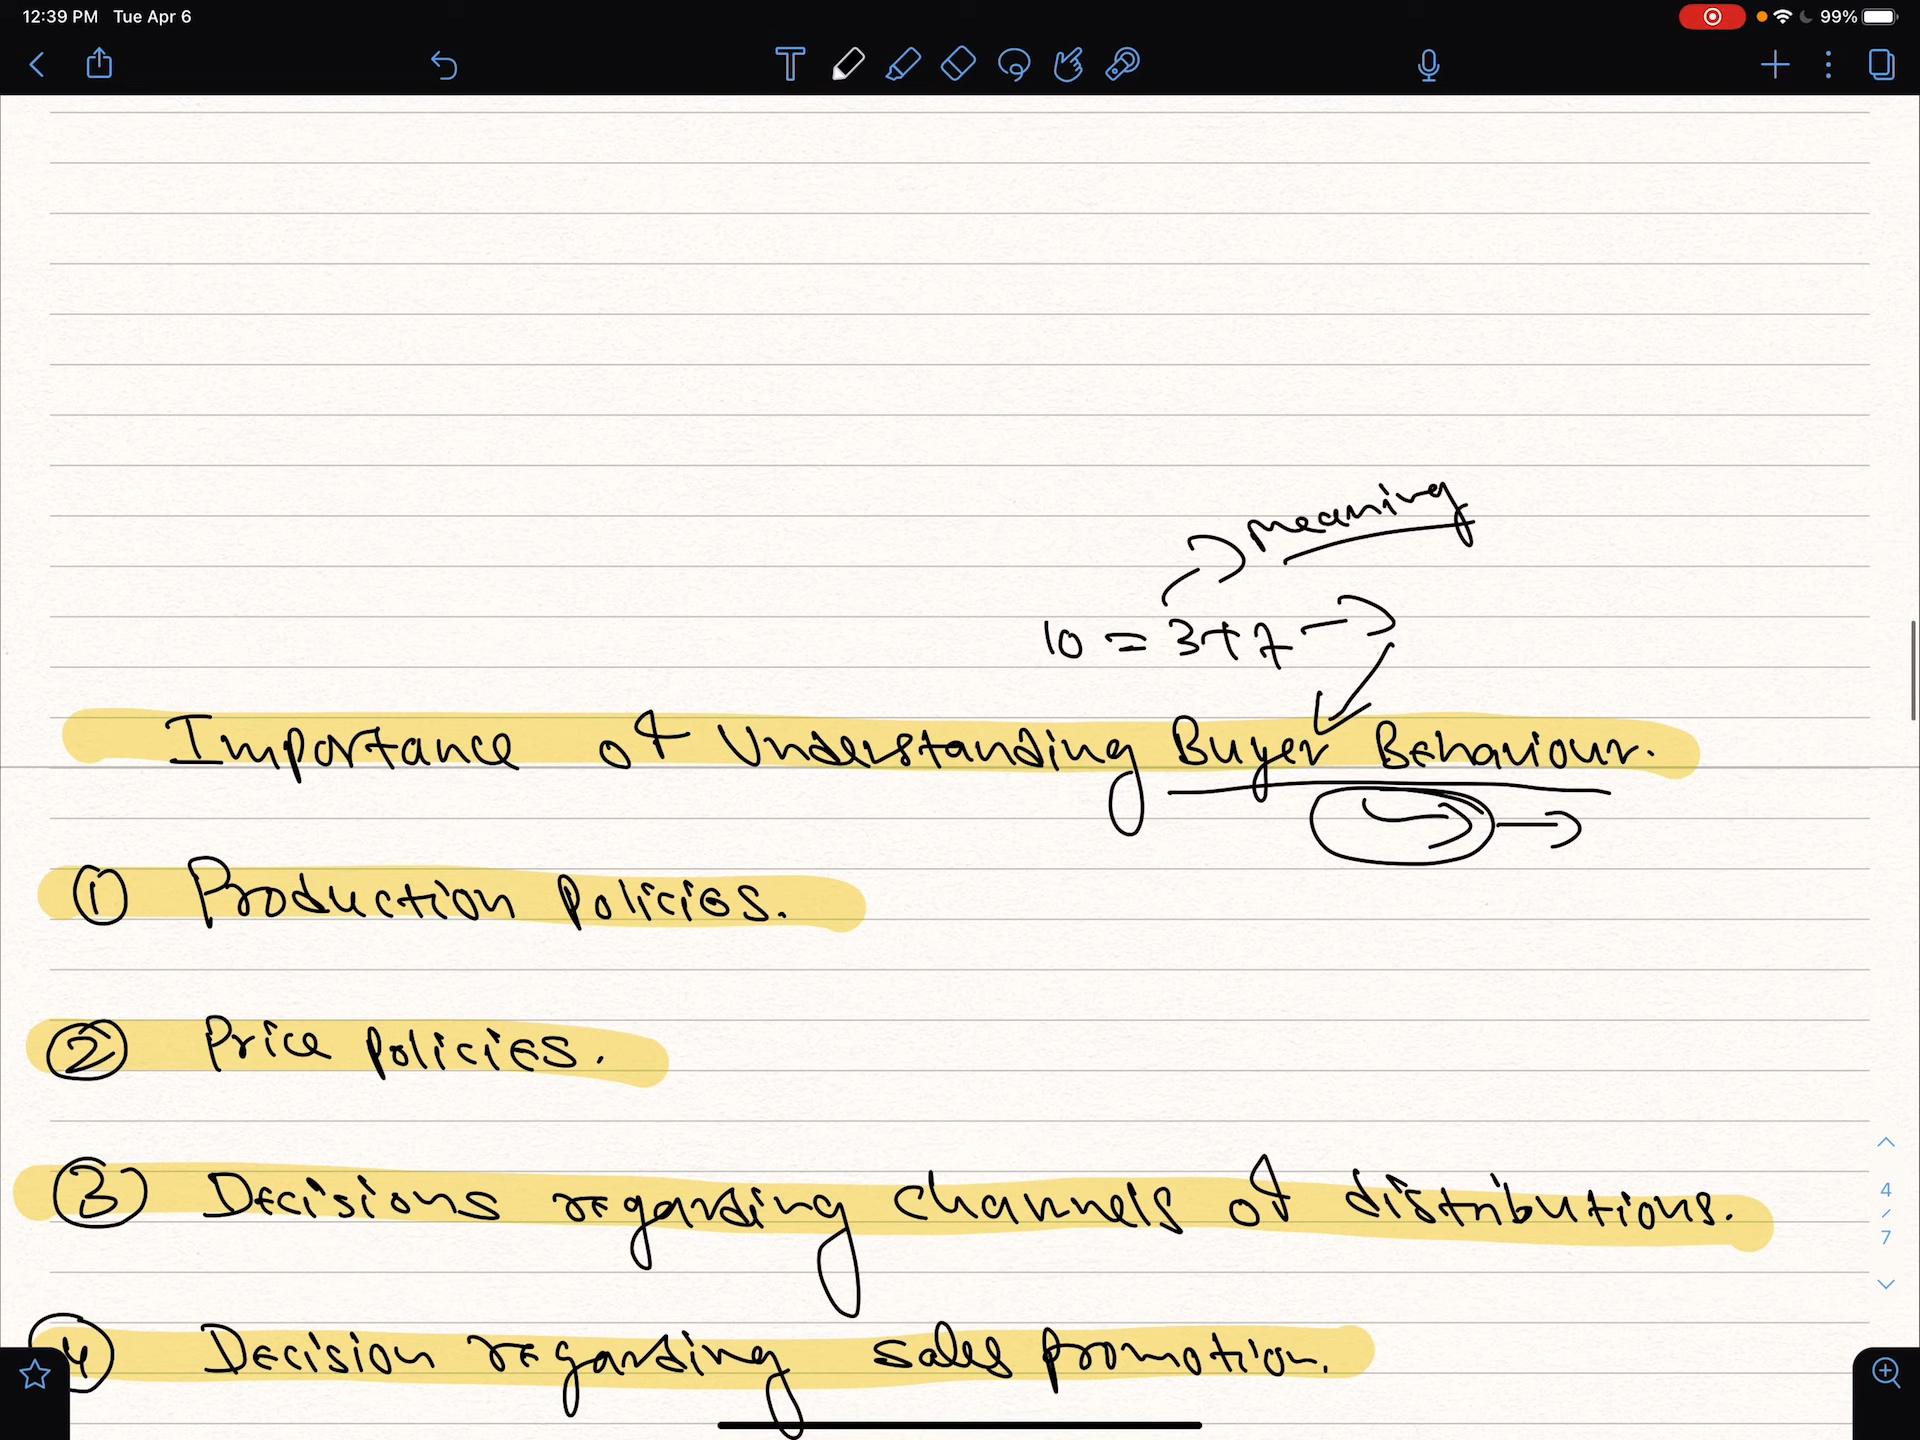 12:39 PM Tue Apr 6
99%
meaning
10 = 3+7
Importance of Understanding Buyer Behaviour.
① Production Policies.
② Price Policies.
③ Decisions regarding channels of distributions.
④ Decision regarding sales promotion.
4
/
7